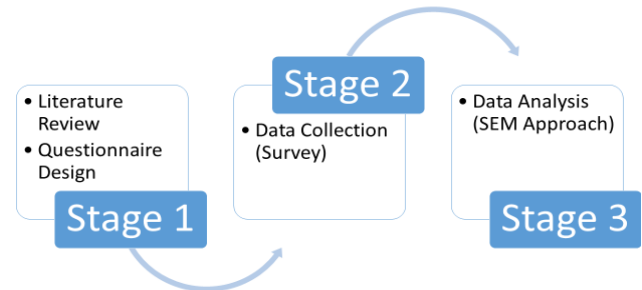 • Literature
Review
• Questionnaire
Design
Stage 1
Stage 2
• Data Collection
(Survey)
• Data Analysis
(SEM Approach)
Stage 3